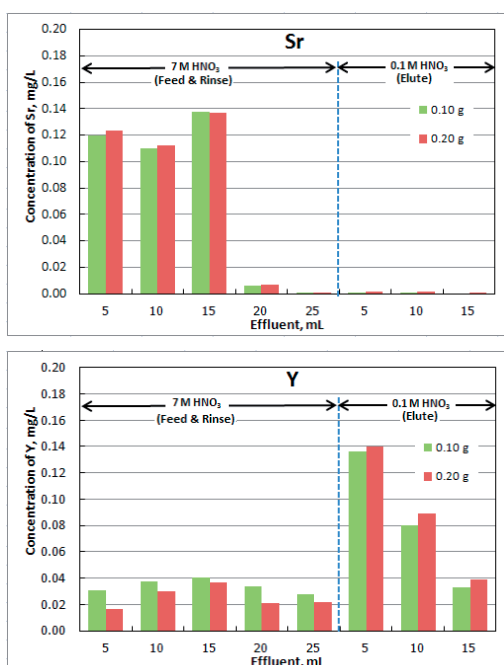 Sr
7 M HNO₃
(Feed & Rinse)
0.1 M HNO₃
(Elute)
0.10 g
0.20 g
Concentration of Sr, mg/L
0.20
0.18
0.16
0.14
0.12
0.10
0.08
0.06
0.04
0.02
0.00
5 10 15 20 25 5 10 15
Effluent, mL
Y
7 M HNO₃
(Feed & Rinse)
0.1 M HNO₃
(Elute)
0.10 g
0.20 g
Concentration of Y, mg/L
0.20
0.18
0.16
0.14
0.12
0.10
0.08
0.06
0.04
0.02
0.00
5 10 15 20 25 5 10 15
Effluent, mL